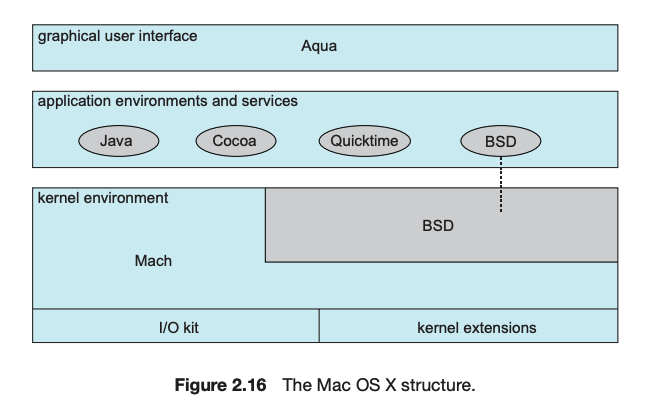 graphical user interface
Aqua
application environments and services
Java
Cocoa
Quicktime
BSD
kernel environment
BSD
Mach
I/O kit
kernel extensions
Figure 2.16 The Mac OS X structure.